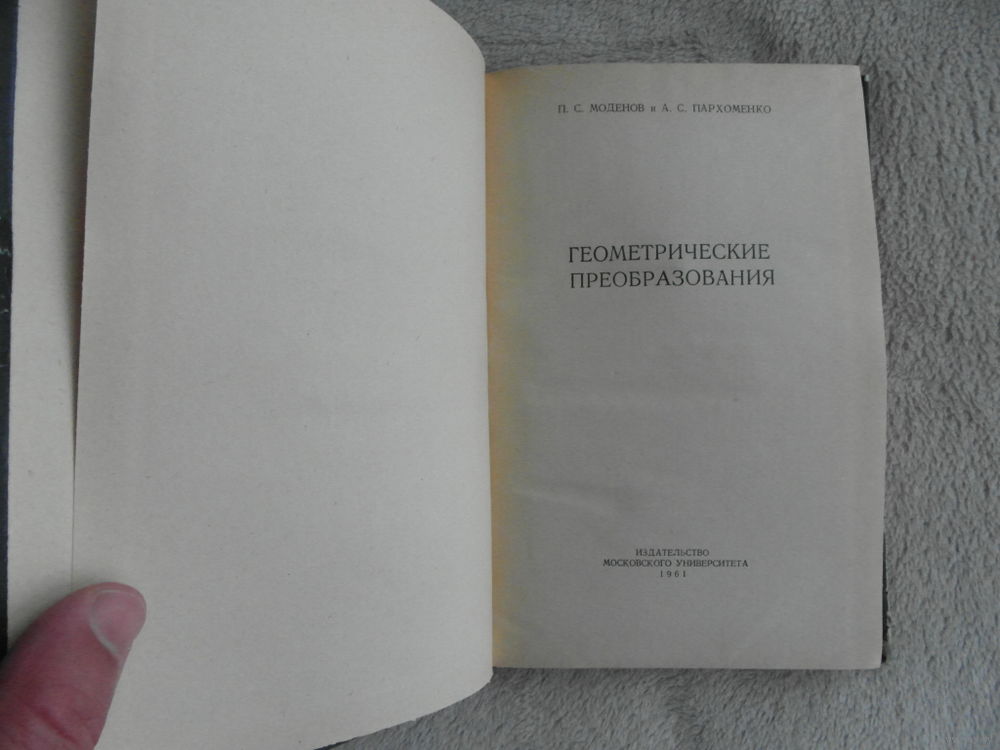 П. С. МОДЕНОВ и А. С. ПАРХОМЕНКО
ГЕОМЕТРИЧЕСКИЕ
ПРЕОБРАЗОВАНИЯ
ИЗДАТЕЛЬСТВО
МОСКОВСКОГО УНИВЕРСИТЕТА
1961